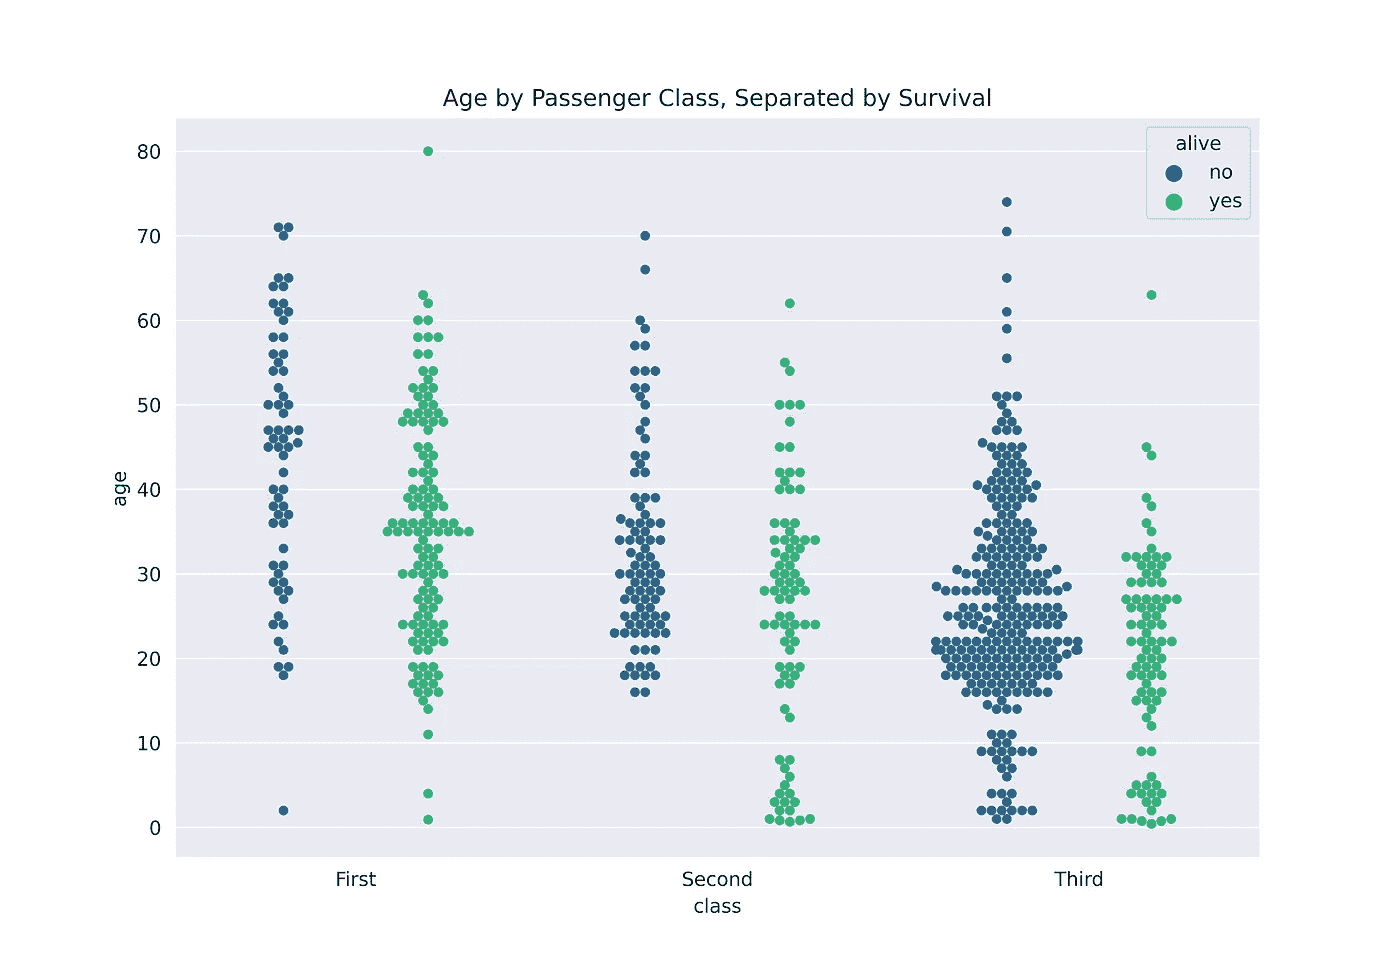 Age by Passenger Class, Separated by Survival
alive
no
yes
80
70
60
50
40
30
20
10
0
age
First Second Third
class